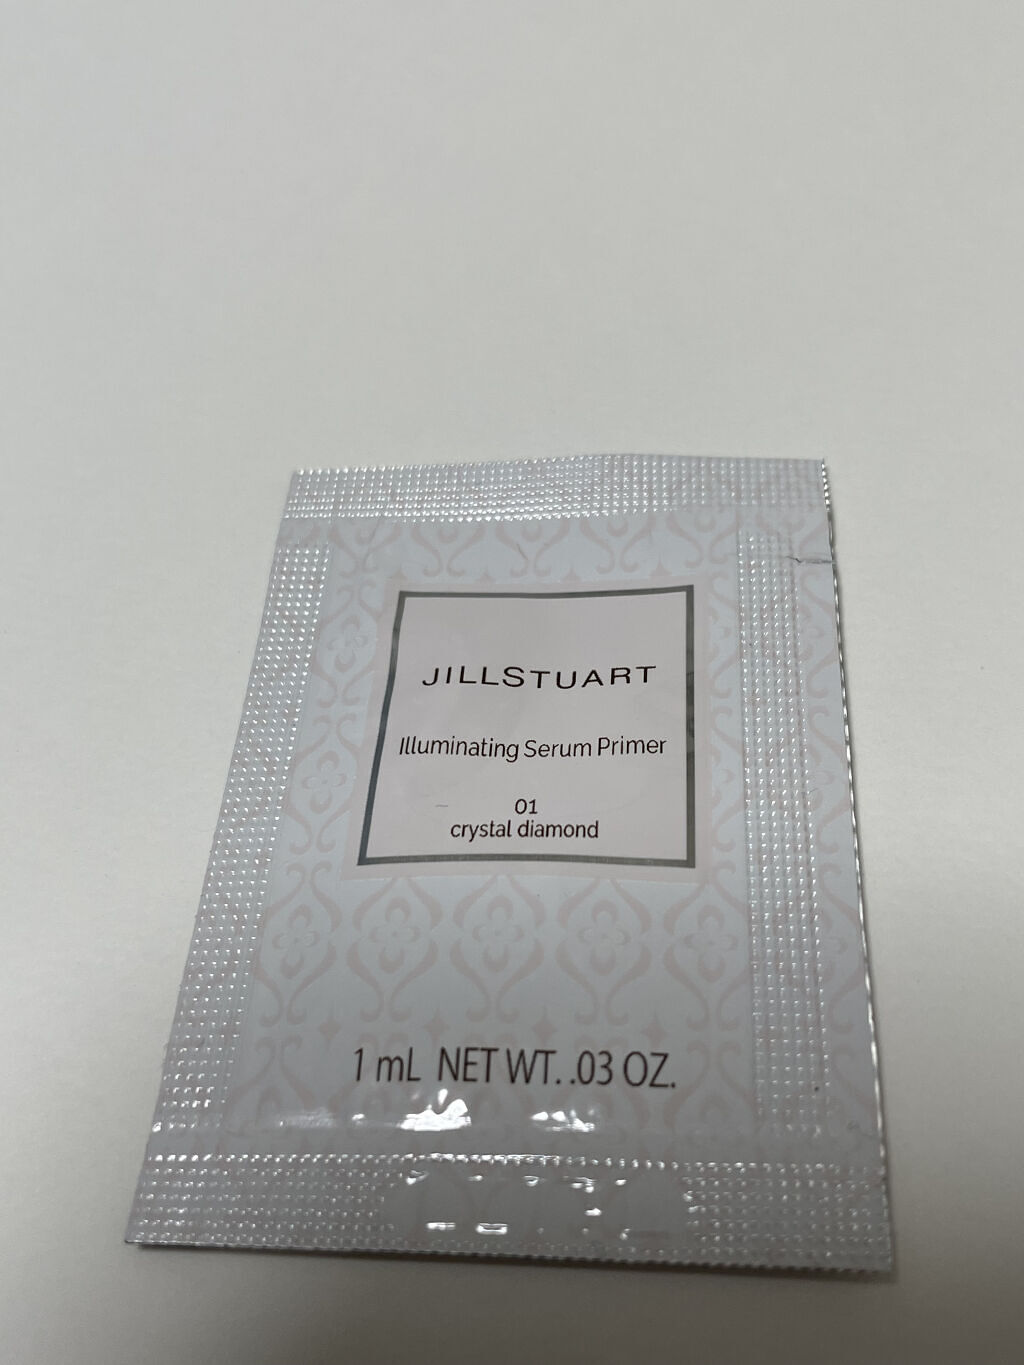 JILLSTUART
Illuminating Serum Primer
01
crystal diamond
1 mL NET WT. .03 OZ.